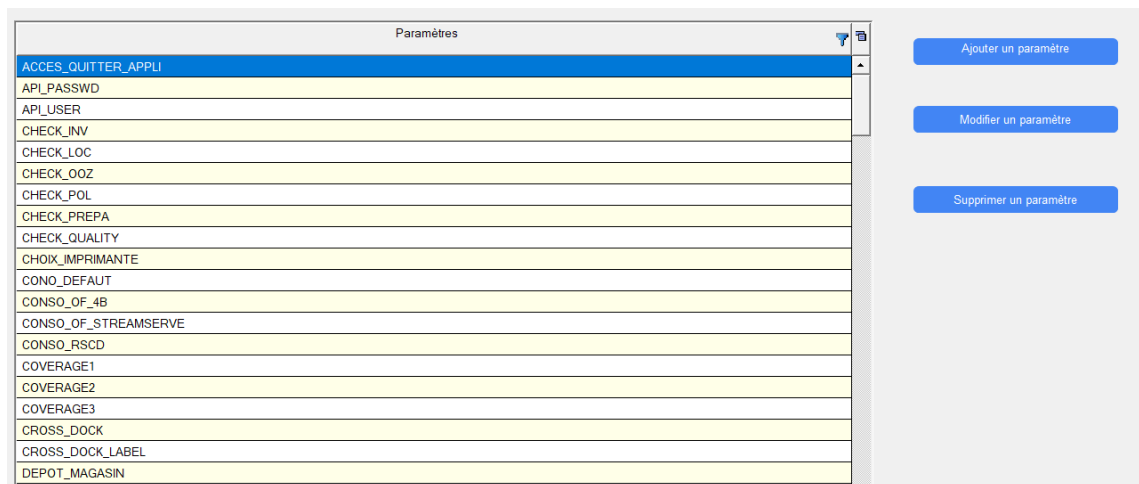 Paramètres
Ajouter un paramètre
ACCES_QUITTER_APPLI
API_PASSWD
API_USER
CHECK_INV
Modifier un paramètre
CHECK_LOC
CHECK_OOZ
CHECK_POL
Supprimer un paramètre
CHECK_PREPA
CHECK_QUALITY
CHOIX_IMPRIMANTE
CONO_DEFAUT
CONSO_OF_4B
CONSO_OF_STREAMSERVE
CONSO_RSCD
COVERAGE1
COVERAGE2
COVERAGE3
CROSS_DOCK
CROSS_DOCK_LABEL
DEPOT_MAGASIN